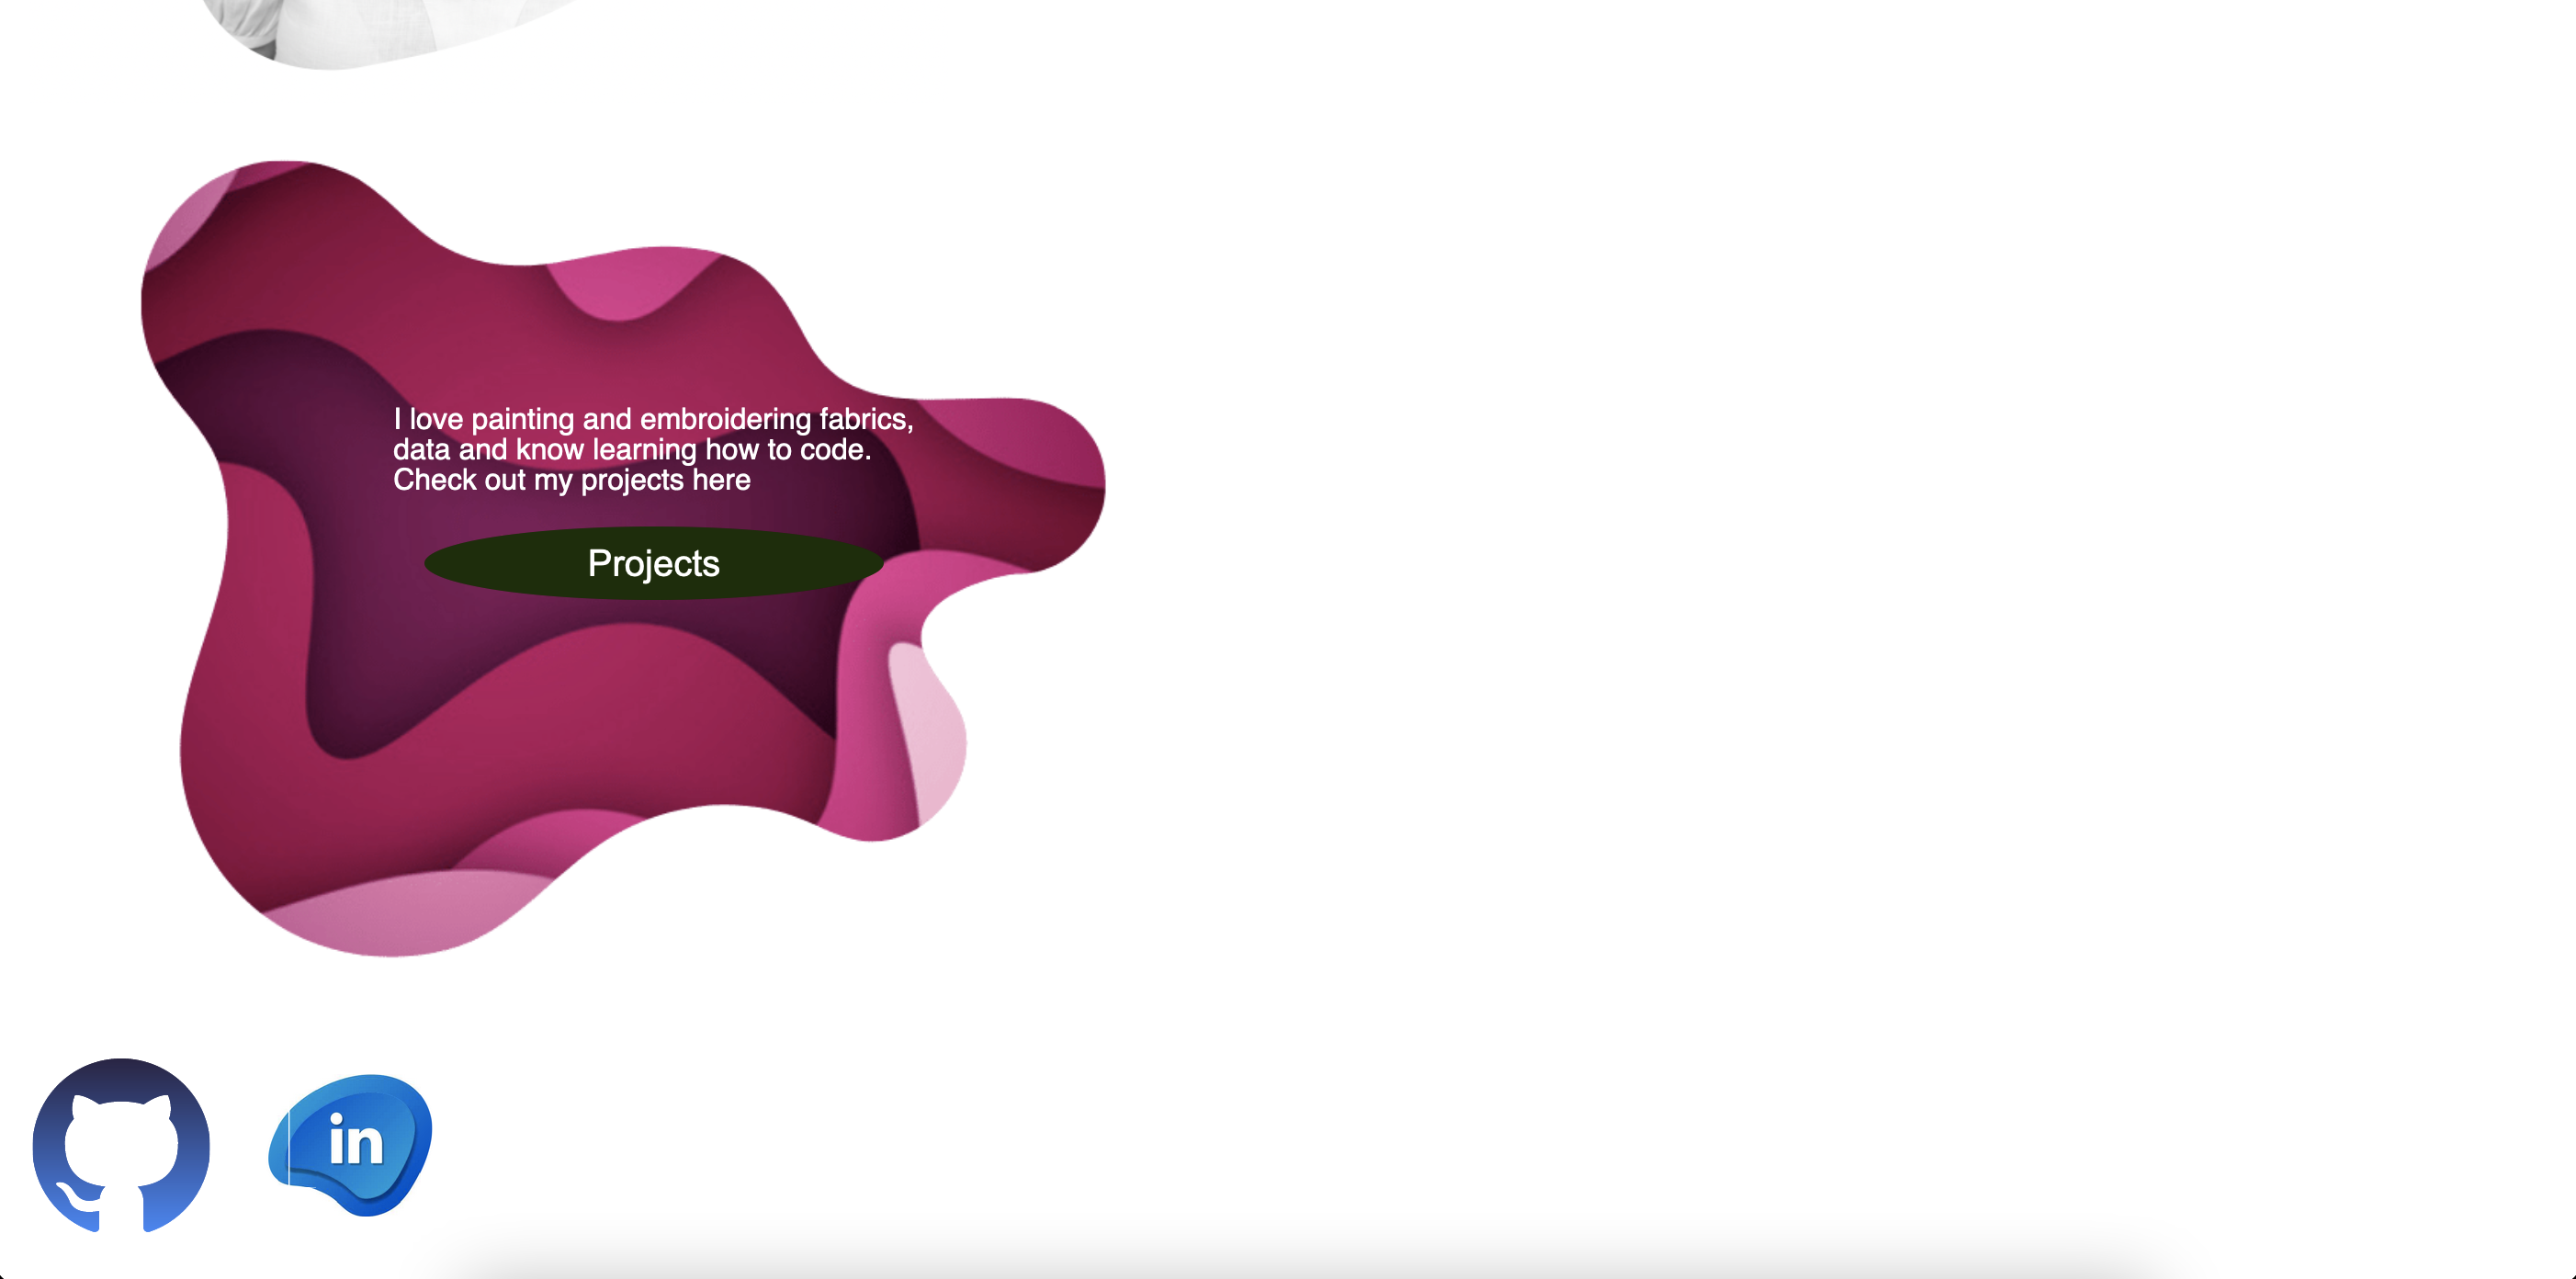 I love painting and embroidering fabrics,
data and know learning how to code.
Check out my projects here
Projects
in